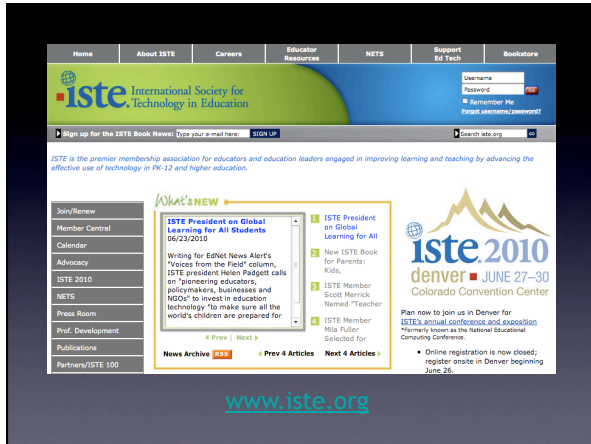 Home About ISTE Careers Educator Resources NETS Support Ed Tech Bookstore
iste. International Society for
Technology in Education
Username
Password GO
Remember Me
Forgot username/password?
Sign up for the ISTE Book News: Type your e-mail here: SIGN UP
Search iste.org GO
ISTE is the premier membership association for educators and education leaders engaged in improving learning and teaching by advancing the
effective use of technology in PK-12 and higher education.
Join/Renew
Member Central
Calendar
Advocacy
ISTE 2010
NETS
Press Room
Prof. Development
Publications
Partners/ISTE 100
What's NEW
ISTE President on Global
Learning for All Students
06/23/2010
Writing for EdNet News Alert's
"Voices from the Field" column,
ISTE president Helen Padgett calls
on "pioneering educators,
policymakers, businesses and
NGOs" to invest in education
technology "to make sure all the
world's children are prepared for
Prev | Next
1 ISTE President
on Global
Learning for All
2 New ISTE Book
for Parents:
Kids,
3 ISTE Member
Scott Merrick
Named "Teacher
4 ISTE Member
Mila Fuller
Selected for
News Archive RSS Prev 4 Articles Next 4 Articles
iste.2010
denver JUNE 27–30
Colorado Convention Center
Plan now to join us in Denver for
ISTE's annual conference and exposition
*Formerly known as the National Educational
Computing Conference.
• Online registration is now closed;
register onsite in Denver beginning
June 26.
www.iste.org